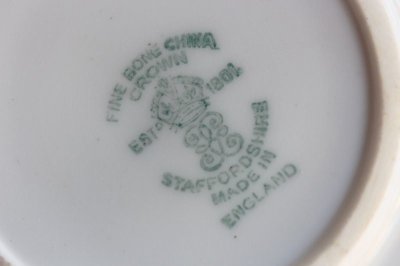 FINE BONE CHINA
CROWN
ESTD 1801
STAFFORDSHIRE
MADE IN
ENGLAND